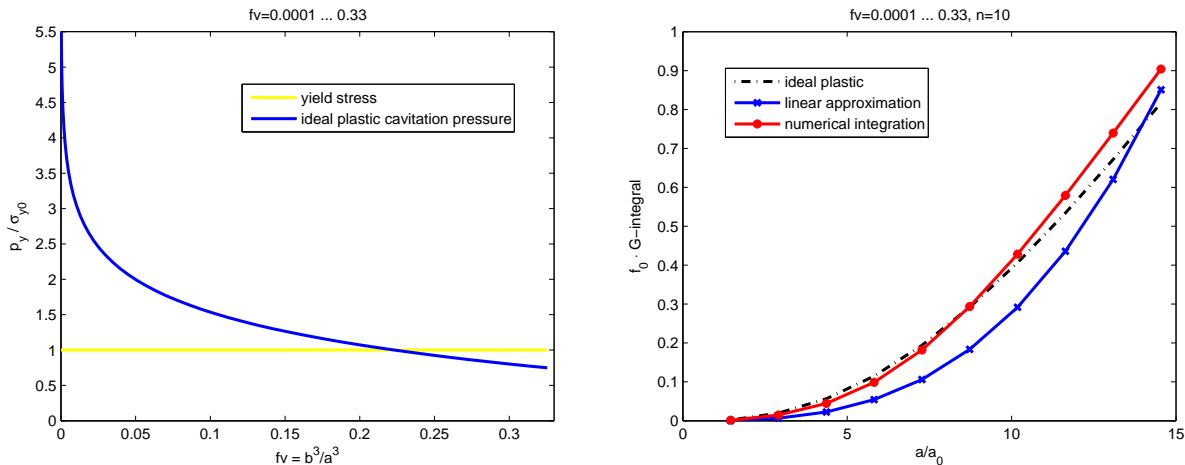 fv=0.0001 ... 0.33
5.5
5
4.5
4
3.5
3
2.5
2
1.5
1
0.5
0
p_y / σ_y0
yield stress
ideal plastic cavitation pressure
0 0.05 0.1 0.15 0.2 0.25 0.3
fv = b^3/a^3
fv=0.0001 ... 0.33, n=10
1
0.9
0.8
0.7
0.6
0.5
0.4
0.3
0.2
0.1
0
f_0 · G−integral
ideal plastic
linear approximation
numerical integration
0 5 10 15
a/a_0